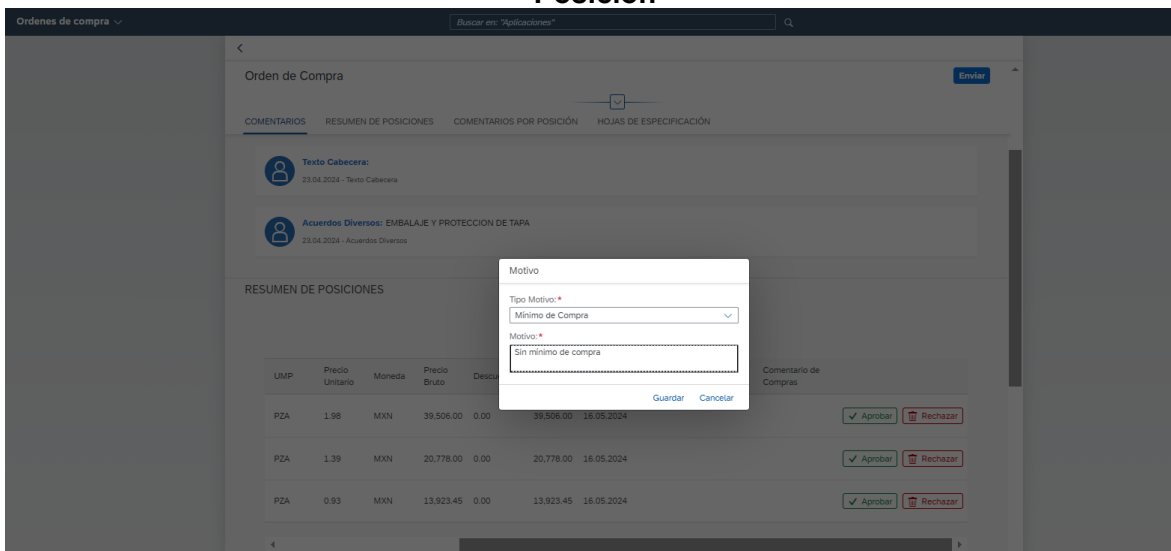 Posición
Ordenes de compra
Buscar en: "Aplicaciones"
Orden de Compra
Enviar
COMENTARIOS RESUMEN DE POSICIONES COMENTARIOS POR POSICIÓN HOJAS DE ESPECIFICACIÓN
Texto Cabecera:
23.04.2024 - Texto Cabecera
Acuerdos Diversos: EMBALAJE Y PROTECCION DE TAPA
23.04.2024 - Acuerdos Diversos
Motivo
Tipo Motivo:*
Mínimo de Compra
Motivo:*
Sin mínimo de compra
Guardar Cancelar
RESUMEN DE POSICIONES
UMP Precio Unitario Moneda Precio Bruto Comentario de Compras
PZA 1.98 MXN 39,506.00 0.00 39,506.00 16.05.2024 Aprobar Rechazar
PZA 1.39 MXN 20,778.00 0.00 20,778.00 16.05.2024 Aprobar Rechazar
PZA 0.93 MXN 13,923.45 0.00 13,923.45 16.05.2024 Aprobar Rechazar